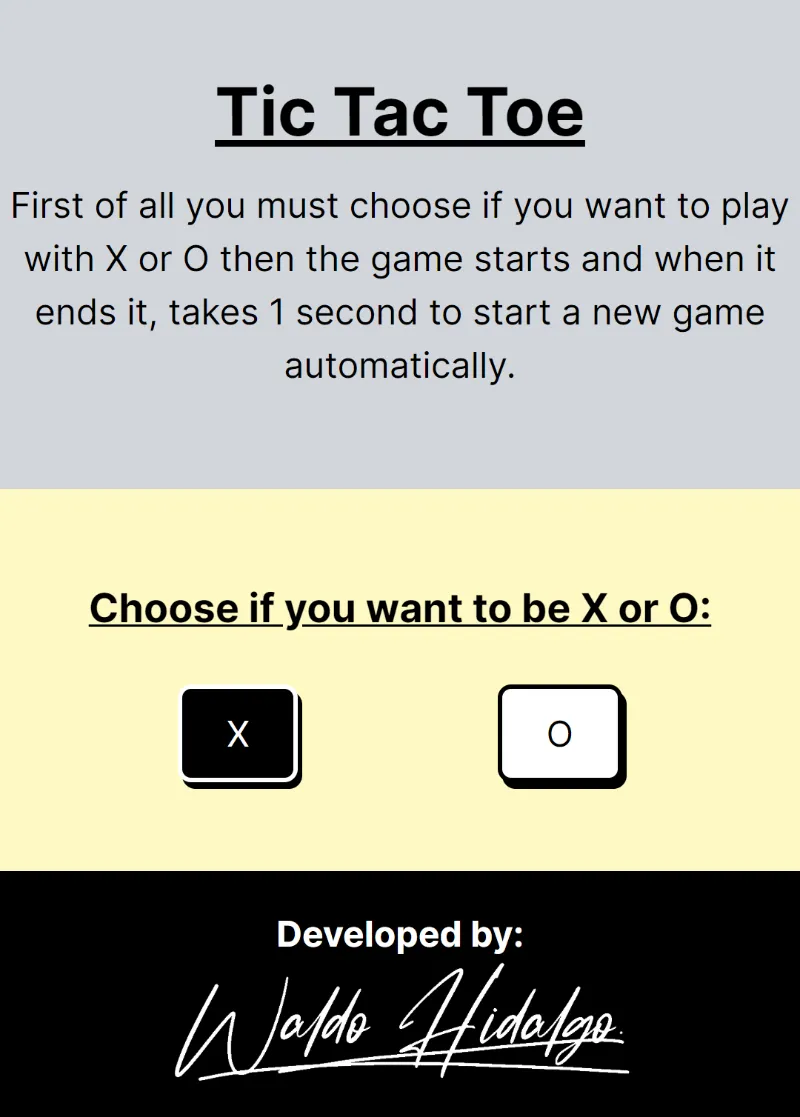 Tic Tac Toe
First of all you must choose if you want to play
with X or O then the game starts and when it
ends it, takes 1 second to start a new game
automatically.
Choose if you want to be X or O:
X O
Developed by:
Waldo Hidalgo.